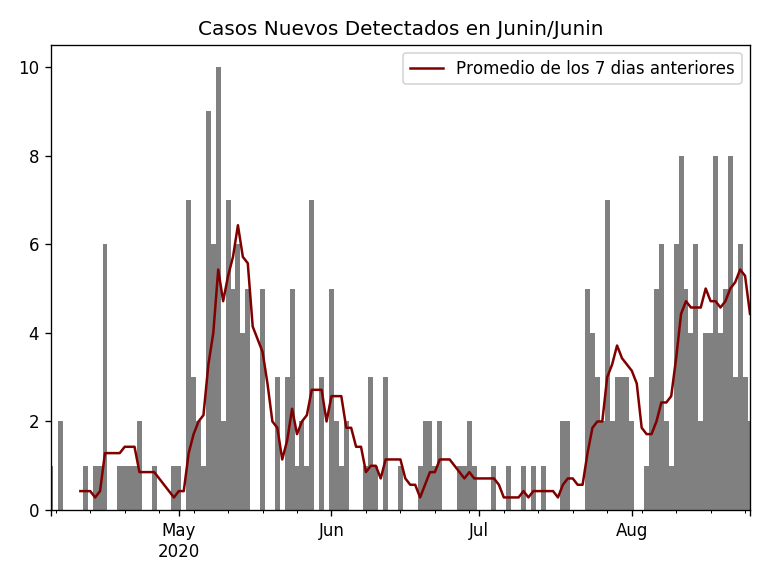 Casos Nuevos Detectados en Junin/Junin
Promedio de los 7 dias anteriores
10
8
6
4
2
0
May Jun Jul Aug
2020